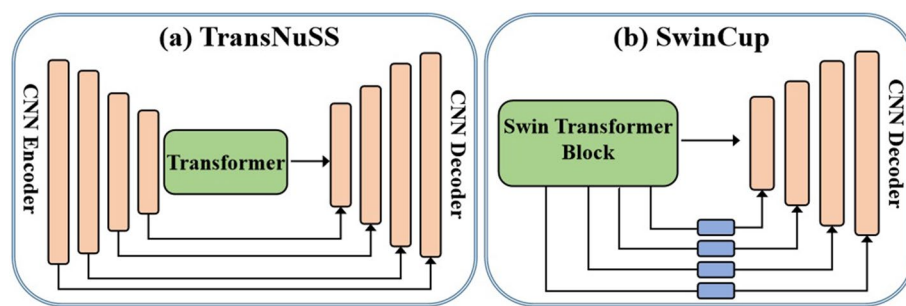 (a) TransNuSS
CNN Encoder
Transformer
CNN Decoder
(b) SwinCup
Swin Transformer
Block
CNN Decoder